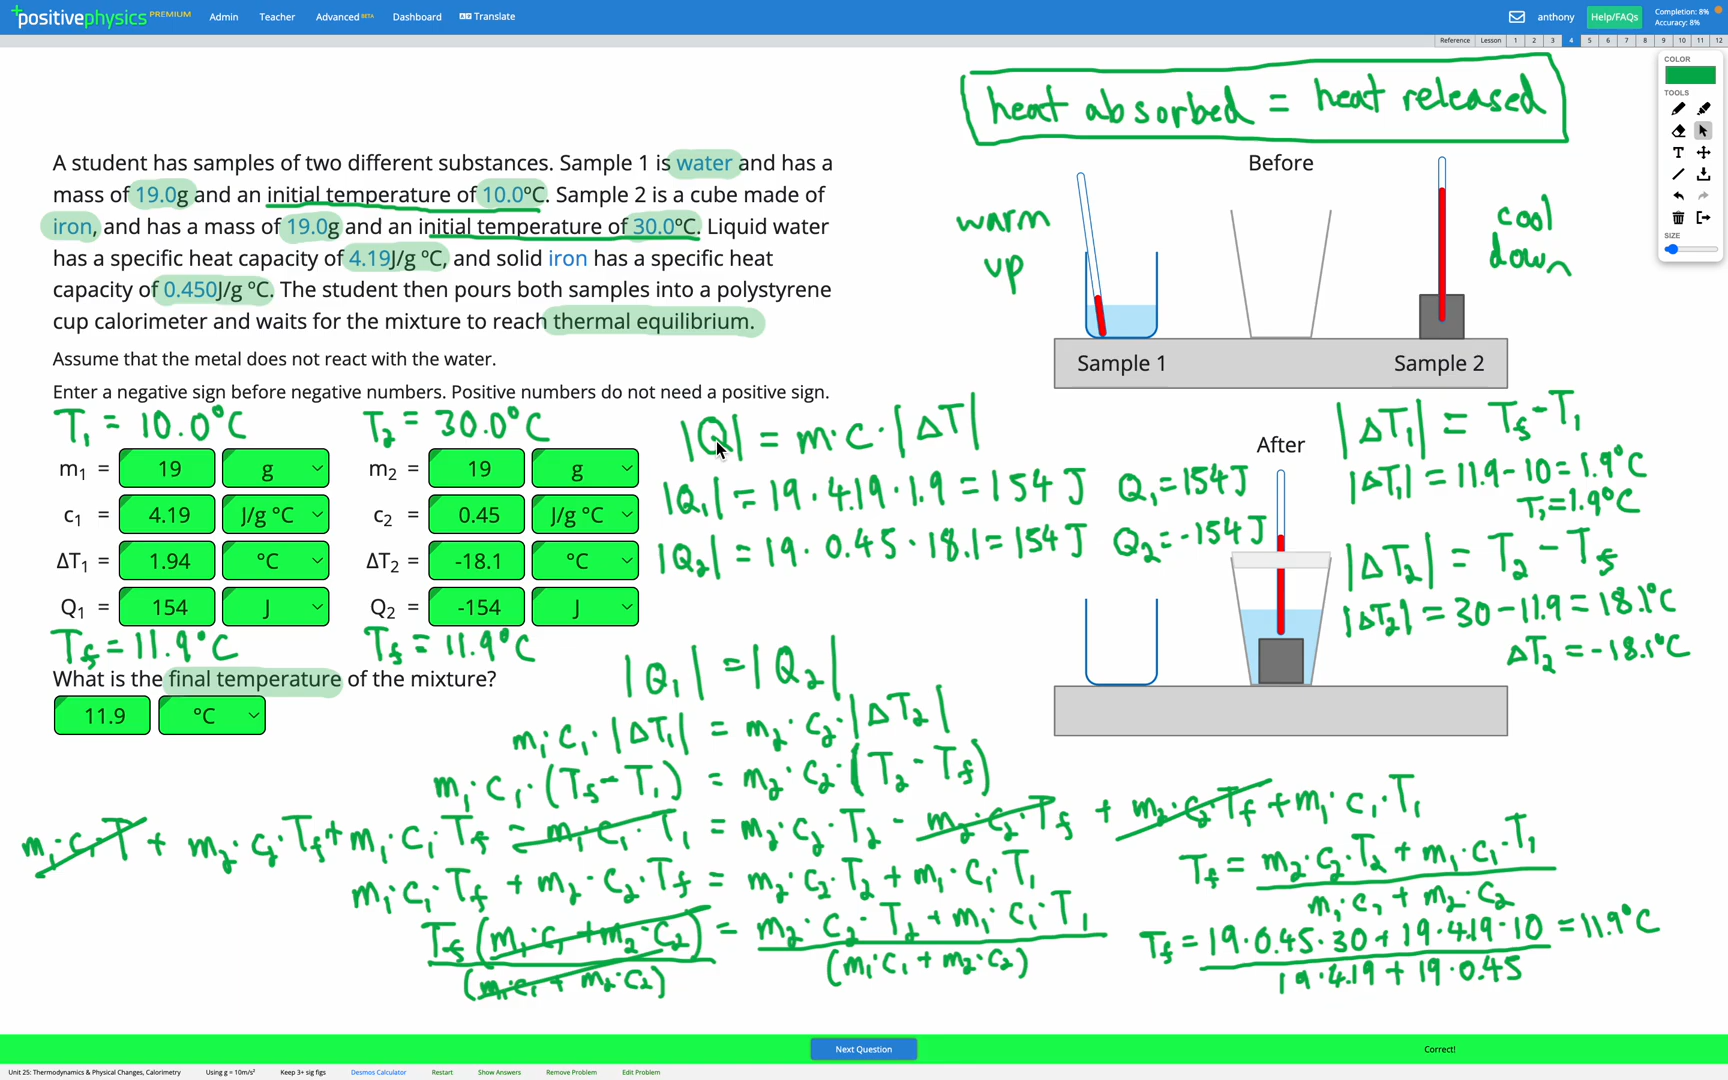 positivephysics PREMIUM
Admin
Teacher
Advanced BETA
Dashboard
Translate
anthony
Help/FAQs
Completion: 8%
Accuracy: 8%
Reference
Lesson
1
2
3
4
5
6
7
8
9
10
11
12
COLOR
TOOLS
T
SIZE
heat absorbed = heat released
A student has samples of two different substances. Sample 1 is water and has a
mass of 19.0g and an initial temperature of 10.0ºC. Sample 2 is a cube made of
iron, and has a mass of 19.0g and an initial temperature of 30.0ºC. Liquid water
has a specific heat capacity of 4.19J/g ºC, and solid iron has a specific heat
capacity of 0.450J/g ºC. The student then pours both samples into a polystyrene
cup calorimeter and waits for the mixture to reach thermal equilibrium.
Assume that the metal does not react with the water.
Enter a negative sign before negative numbers. Positive numbers do not need a positive sign.
Before
warm
up
cool
down
Sample 1
Sample 2
After
T₁ = 10.0°C
T₂ = 30.0°C
m₁ = 19 g
m₂ = 19 g
c₁ = 4.19 J/g °C
c₂ = 0.45 J/g °C
ΔT₁ = 1.94 °C
ΔT₂ = -18.1 °C
Q₁ = 154 J
Q₂ = -154 J
Tf = 11.9°C
Tf = 11.9°C
What is the final temperature of the mixture?
11.9 °C
|Q| = m·c·|ΔT|
|Q₁| = 19·4.19·1.9 = 154 J Q₁ = 154 J
|Q₂| = 19·0.45·18.1 = 154 J Q₂ = -154 J
|ΔT₁| = Tf - T₁
|ΔT₁| = 11.9 - 10 = 1.9°C
T₁ = 1.9°C
|ΔT₂| = T₂ - Tf
|ΔT₂| = 30 - 11.9 = 18.1°C
ΔT₂ = -18.1°C
|Q₁| = |Q₂|
m₁·c₁·|ΔT₁| = m₂·c₂·|ΔT₂|
m₁·c₁·(Tf - T₁) = m₂·c₂·(T₂ - Tf)
m₁·c₁·T + m₂·c₂·Tf + m₁·c₁·Tf - m₁·c₁·T₁ = m₂·c₂·T₂ - m₂·c₂·Tf + m₂·c₂·Tf + m₁·c₁·T₁
m₁·c₁·Tf + m₂·c₂·Tf = m₂·c₂·T₂ + m₁·c₁·T₁
Tf (m₁·c₁ + m₂·c₂) = m₂·c₂·T₂ + m₁·c₁·T₁
(m₁·c₁ + m₂·c₂) (m₁·c₁ + m₂·c₂)
Tf = m₂·c₂·T₂ + m₁·c₁·T₁
m₁·c₁ + m₂·c₂
Tf = 19·0.45·30 + 19·4.19·10 = 11.9°C
19·4.19 + 19·0.45
Next Question
Correct!
Unit 25: Thermodynamics & Physical Changes, Calorimetry
Using g = 10m/s²
Keep 3+ sig figs
Desmos Calculator
Restart
Show Answers
Remove Problem
Edit Problem